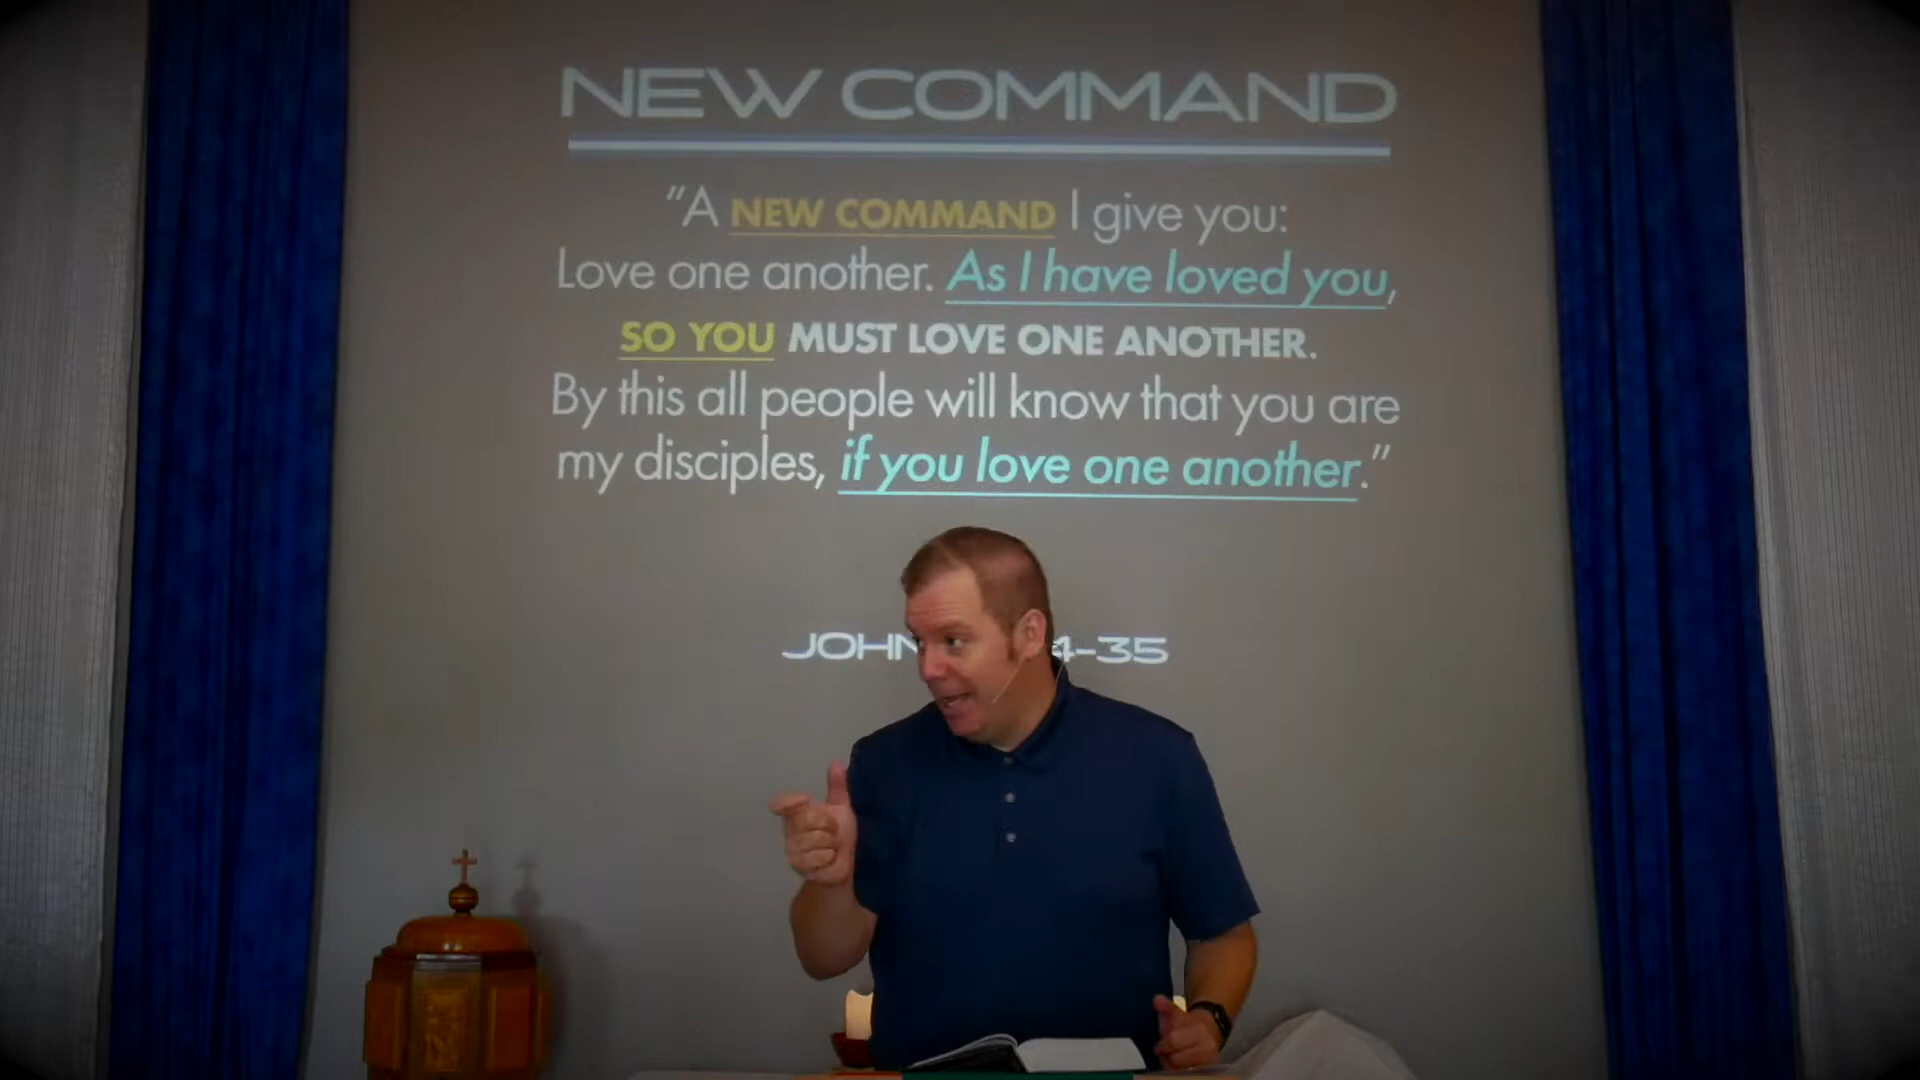 NEW COMMAND
"A NEW COMMAND I give you:
Love one another. As I have loved you,
SO YOU MUST LOVE ONE ANOTHER.
By this all people will know that you are
my disciples, if you love one another."
JOHN 4-35